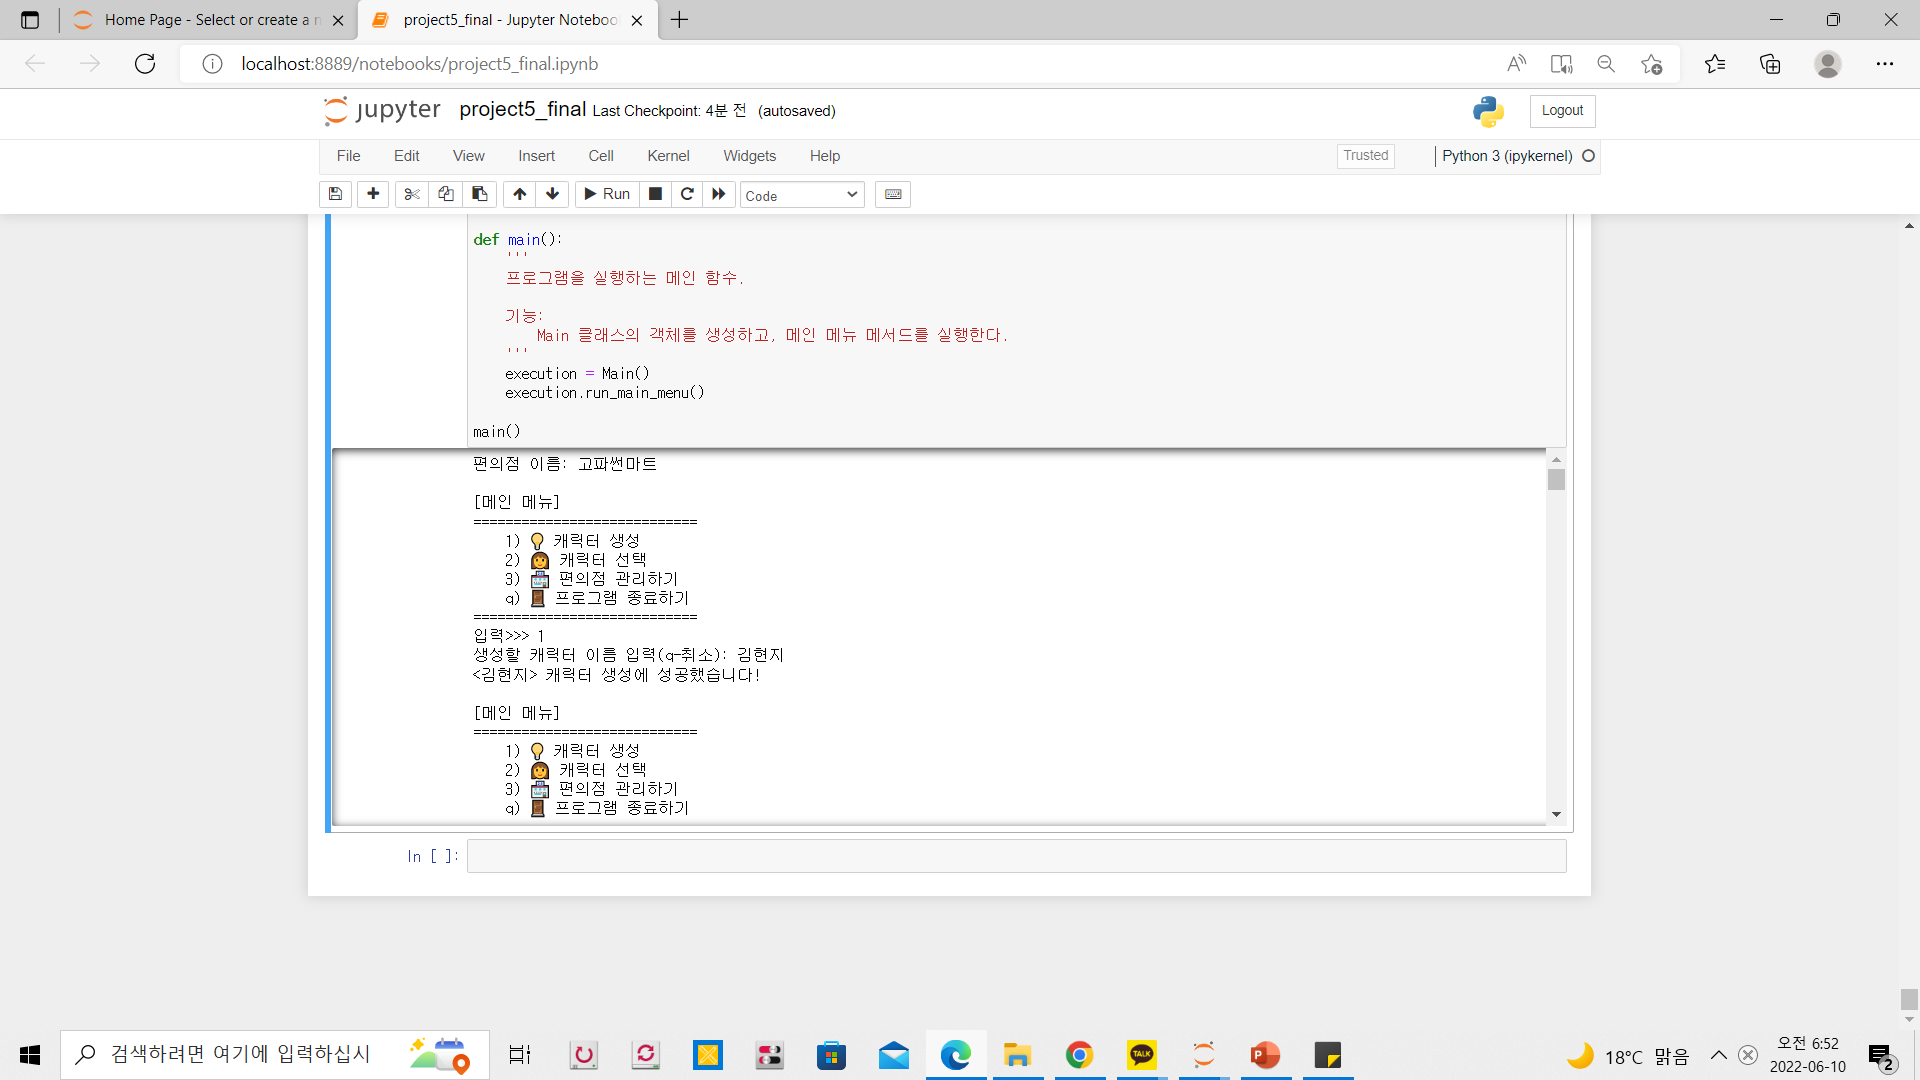 Home Page - Select or create a n
project5_final - Jupyter Noteboo
localhost:8889/notebooks/project5_final.ipynb
jupyter project5_final Last Checkpoint: 4분 전 (autosaved)
Logout
File Edit View Insert Cell Kernel Widgets Help
Trusted
Python 3 (ipykernel)
Run
Code
def main():
'''
프로그램을 실행하는 메인 함수.
기능:
Main 클래스의 객체를 생성하고, 메인 메뉴 메서드를 실행한다.
'''
execution = Main()
execution.run_main_menu()
main()
편의점 이름: 고파썬마트
[메인 메뉴]
============================
1) 💡 캐릭터 생성
2) 👩 캐릭터 선택
3) 🏪 편의점 관리하기
q) 🚪 프로그램 종료하기
============================
입력>>> 1
생성할 캐릭터 이름 입력(q-취소): 김현지
<김현지> 캐릭터 생성에 성공했습니다!
[메인 메뉴]
============================
1) 💡 캐릭터 생성
2) 👩 캐릭터 선택
3) 🏪 편의점 관리하기
q) 🚪 프로그램 종료하기
In [ ]:
검색하려면 여기에 입력하십시
TALK
P
18°C 맑음
오전 6:52
2022-06-10
2